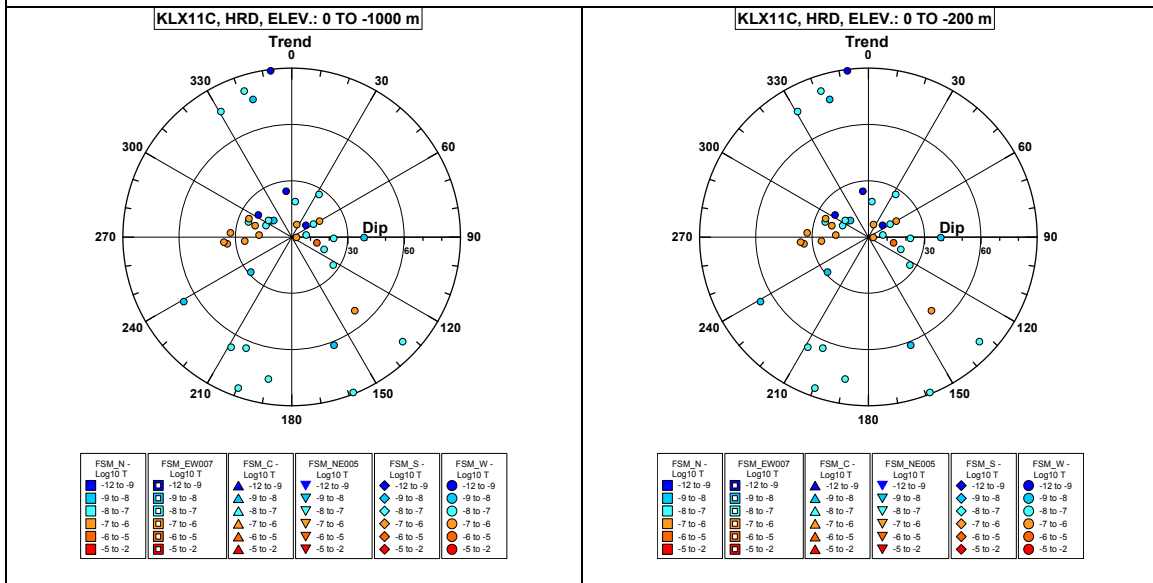 KLX11C, HRD, ELEV.: 0 TO -1000 m
Trend
0
30
60
90
120
150
180
210
240
270
300
330
Dip
30
60
FSM_N - Log10 T
-12 to -9
-9 to -8
-8 to -7
-7 to -6
-6 to -5
-5 to -2
FSM_EW007
Log10 T
-12 to -9
-9 to -8
-8 to -7
-7 to -6
-6 to -5
-5 to -2
FSM_C -
Log10 T
-12 to -9
-9 to -8
-8 to -7
-7 to -6
-6 to -5
-5 to -2
FSM_NE005
Log10 T
-12 to -9
-9 to -8
-8 to -7
-7 to -6
-6 to -5
-5 to -2
FSM_S -
Log10 T
-12 to -9
-9 to -8
-8 to -7
-7 to -6
-6 to -5
-5 to -2
FSM_W -
Log10 T
-12 to -9
-9 to -8
-8 to -7
-7 to -6
-6 to -5
-5 to -2
KLX11C, HRD, ELEV.: 0 TO -200 m
Trend
0
30
60
90
120
150
180
210
240
270
300
330
Dip
30
60
FSM_N -
Log10 T
-12 to -9
-9 to -8
-8 to -7
-7 to -6
-6 to -5
-5 to -2
FSM_EW007
Log10 T
-12 to -9
-9 to -8
-8 to -7
-7 to -6
-6 to -5
-5 to -2
FSM_C -
Log10 T
-12 to -9
-9 to -8
-8 to -7
-7 to -6
-6 to -5
-5 to -2
FSM_NE005
Log10 T
-12 to -9
-9 to -8
-8 to -7
-7 to -6
-6 to -5
-5 to -2
FSM_S -
Log10 T
-12 to -9
-9 to -8
-8 to -7
-7 to -6
-6 to -5
-5 to -2
FSM_W -
Log10 T
-12 to -9
-9 to -8
-8 to -7
-7 to -6
-6 to -5
-5 to -2